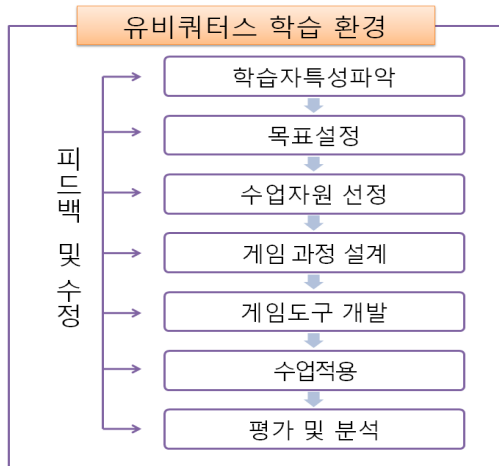 유비쿼터스 학습 환경
피드백 및 수정
학습자특성파악
목표설정
수업자원 선정
게임 과정 설계
게임도구 개발
수업적용
평가 및 분석